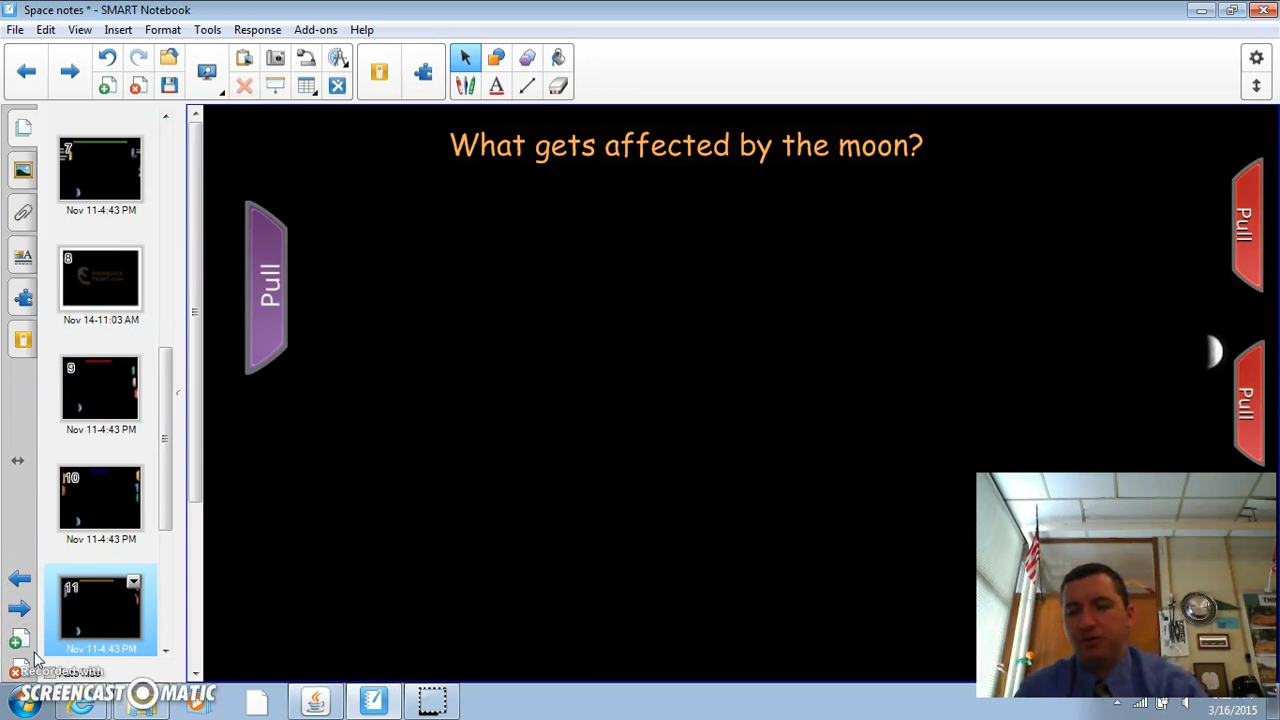 Space notes * - SMART Notebook
File Edit View Insert Format Tools Response Add-ons Help
What gets affected by the moon?
Pull
Pull
Pull
7
Nov 11-4:43 PM
8
Nov 14-11:03 AM
9
Nov 11-4:43 PM
10
Nov 11-4:43 PM
11
Nov 11-4:43 PM
Recorded with
SCREENCAST MATIC
3/16/2015